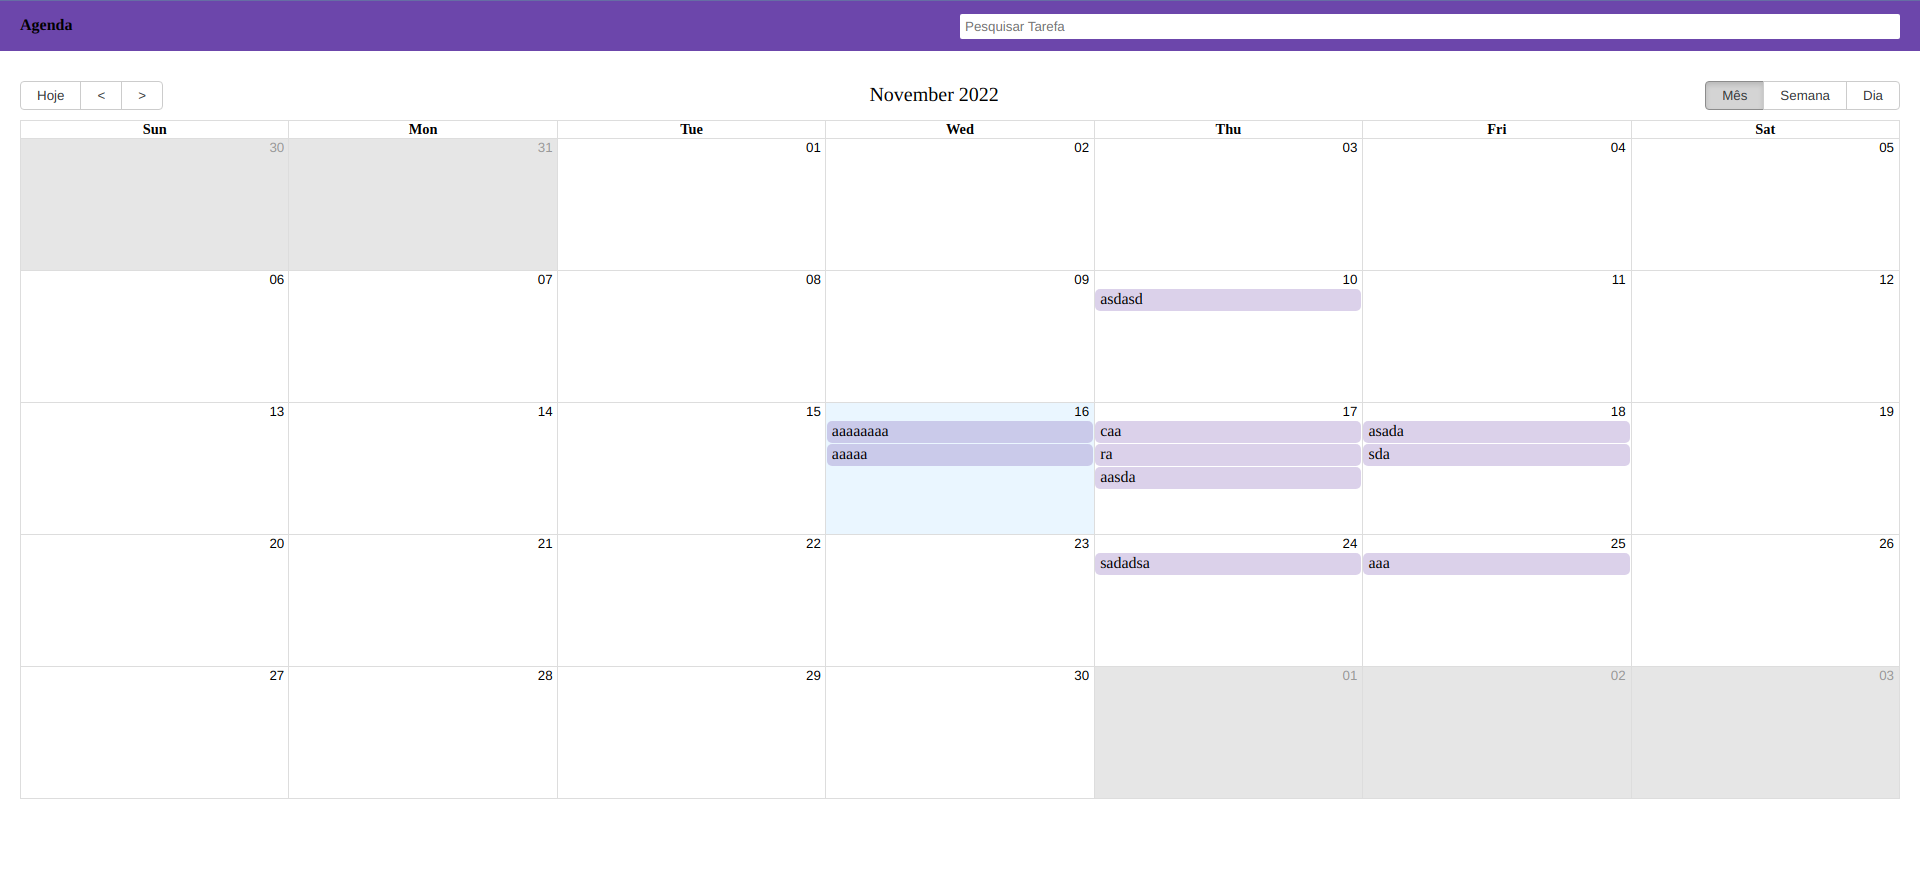 Agenda
Pesquisar Tarefa
Hoje < > November 2022 Mês Semana Dia
Sun Mon Tue Wed Thu Fri Sat
30 31 01 02 03 04 05
06 07 08 09 10 11 12
asdasd
13 14 15 16 17 18 19
aaaaaaaa caa asada
aaaaa ra sda
aasda
20 21 22 23 24 25 26
sadadsa aaa
27 28 29 30 01 02 03